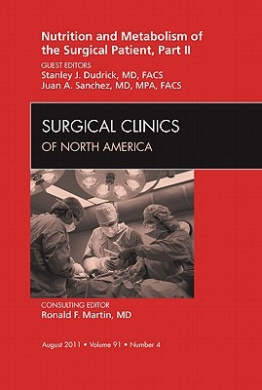 Nutrition and Metabolism of
the Surgical Patient, Part II
GUEST EDITORS
Stanley J. Dudrick, MD, FACS
Juan A. Sanchez, MD, MPA, FACS
SURGICAL CLINICS
OF NORTH AMERICA
CONSULTING EDITOR
Ronald F. Martin, MD
August 2011 • Volume 91 • Number 4